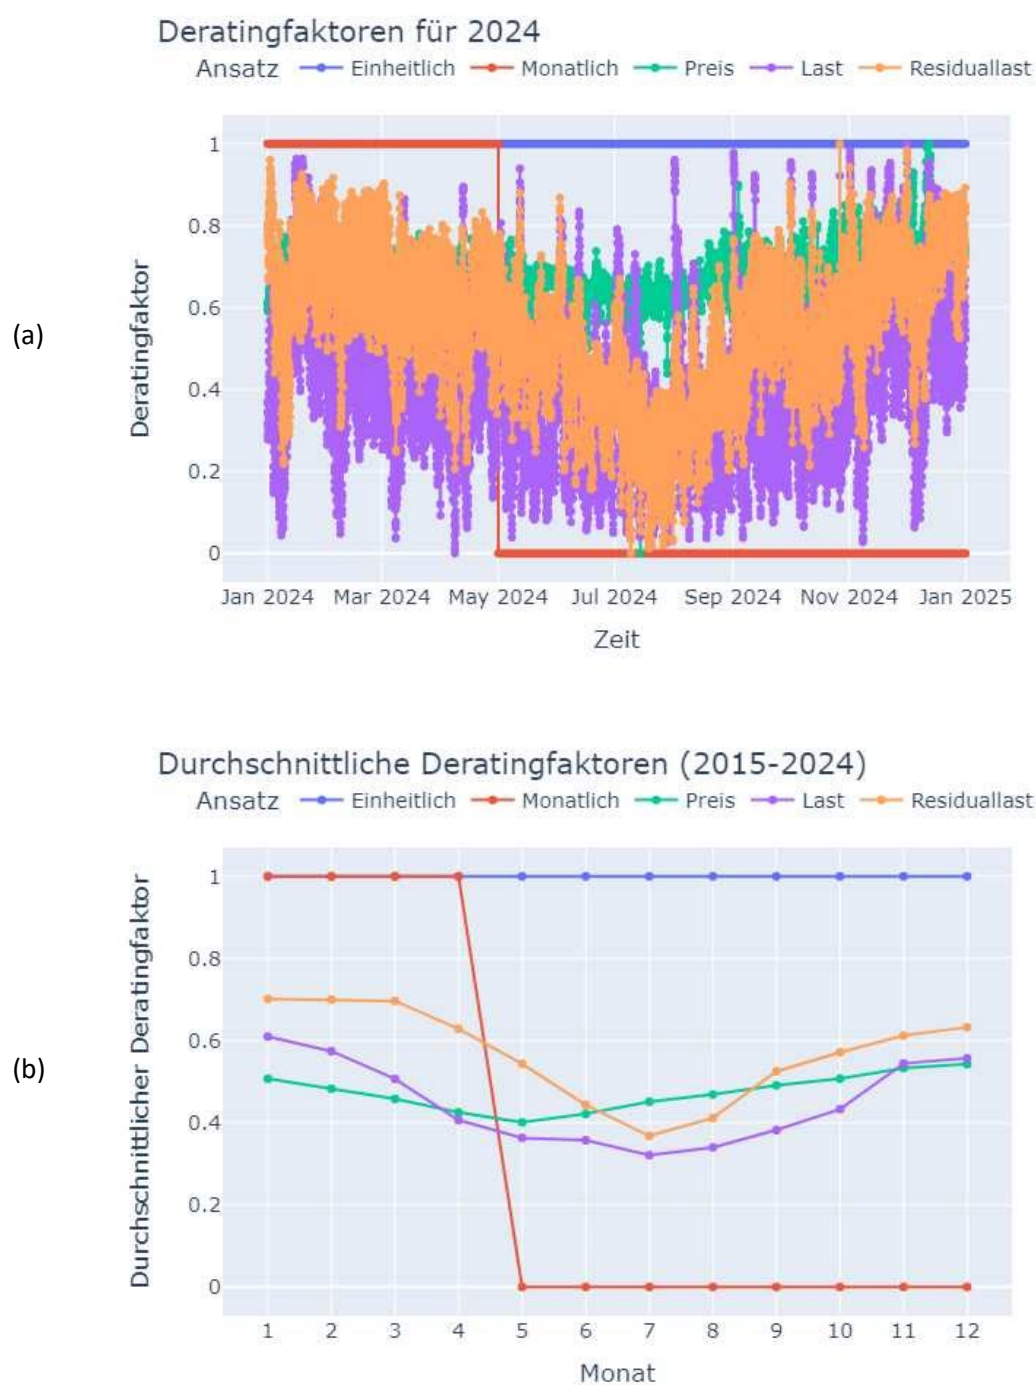 Deratingfaktoren für 2024
Ansatz Einheitlich Monatlich Preis Last Residuallast
1
0.8
0.6
0.4
0.2
0
Deratingfaktor
(a)
Jan 2024 Mar 2024 May 2024 Jul 2024 Sep 2024 Nov 2024 Jan 2025
Zeit
Durchschnittliche Deratingfaktoren (2015-2024)
Ansatz Einheitlich Monatlich Preis Last Residuallast
1
0.8
0.6
0.4
0.2
0
Durchschnittlicher Deratingfaktor
(b)
1 2 3 4 5 6 7 8 9 10 11 12
Monat